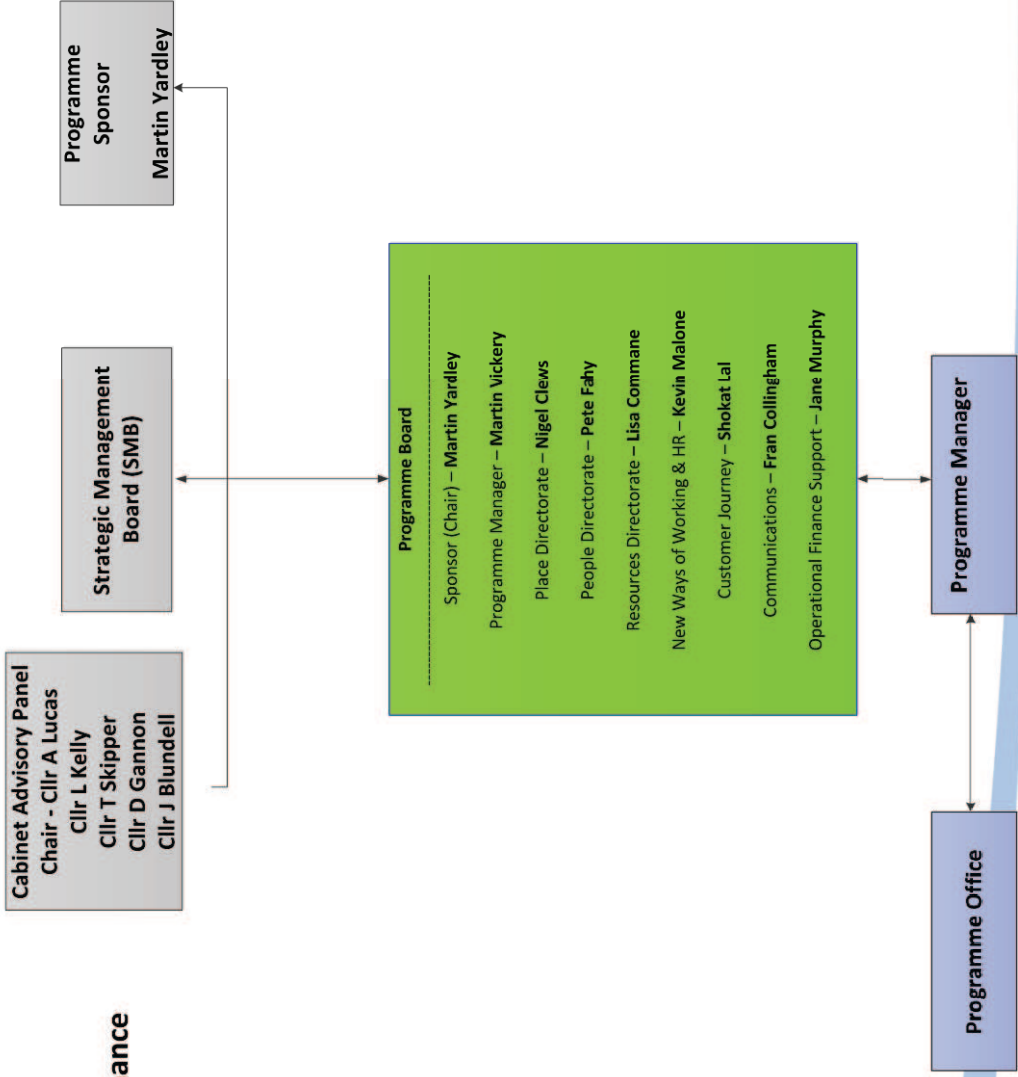 ance
Cabinet Advisory Panel
Chair - Cllr A Lucas
Cllr L Kelly
Cllr T Skipper
Cllr D Gannon
Cllr J Blundell
Strategic Management
Board (SMB)
Programme
Sponsor
Martin Yardley
Programme Board
Sponsor (Chair) – Martin Yardley
Programme Manager – Martin Vickery
Place Directorate – Nigel Clews
People Directorate – Pete Fahy
Resources Directorate – Lisa Commane
New Ways of Working & HR – Kevin Malone
Customer Journey – Shokat Lal
Communications – Fran Collingham
Operational Finance Support – Jane Murphy
Programme Office
Programme Manager